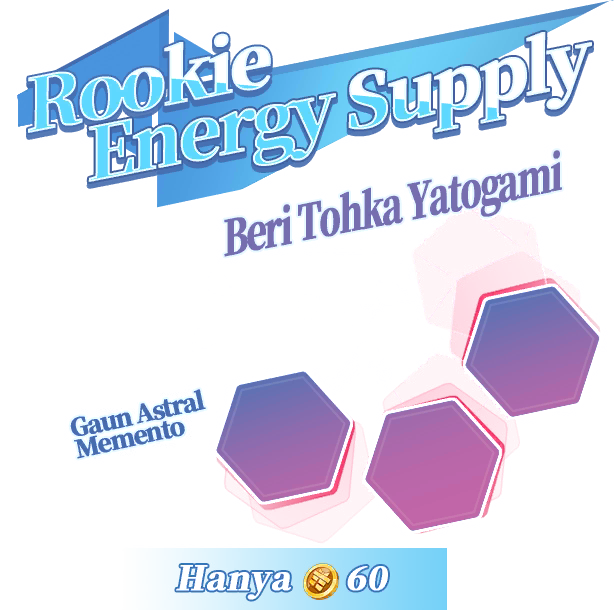 Rookie
Energy Supply
Beri Tohka Yatogami
Gaun Astral
Memento
Hanya 60